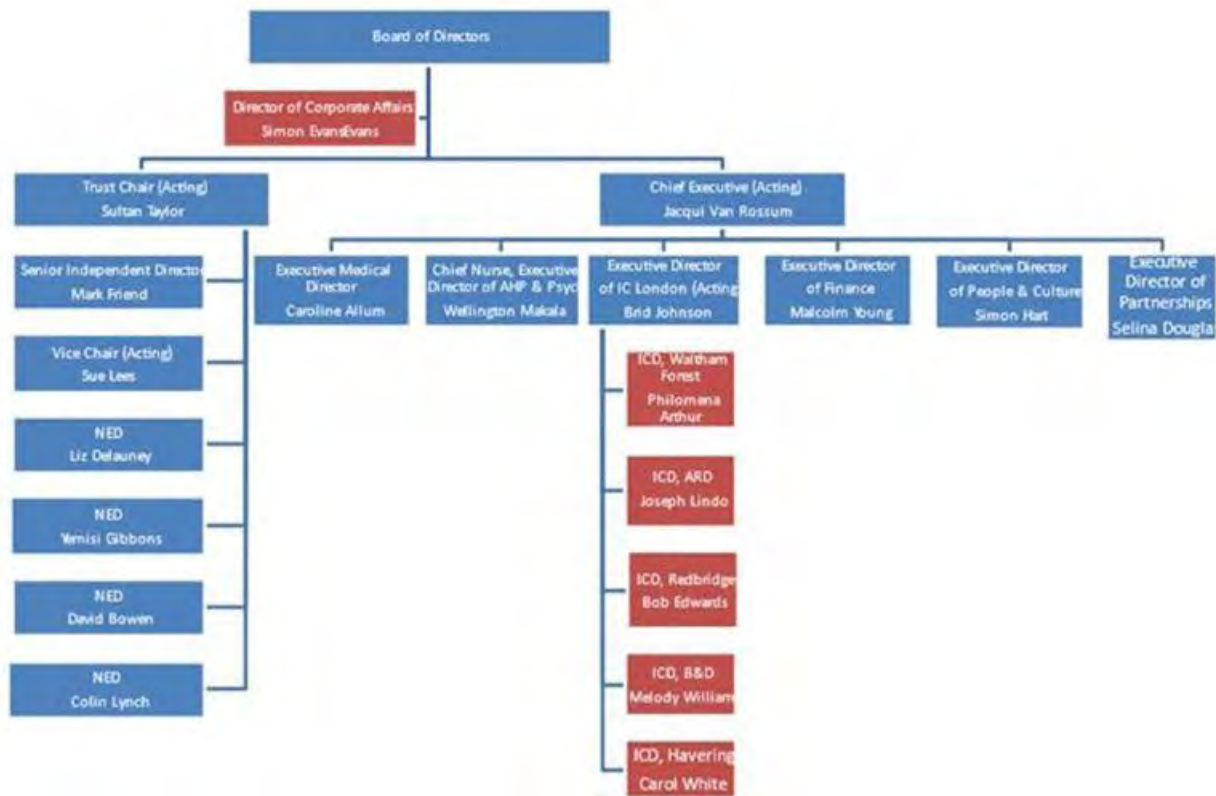 Board of Directors
Director of Corporate Affairs
Simon EvansEvans
Trust Chair (Acting)
Sultan Taylor
Chief Executive (Acting)
Jacqui Van Rossum
Senior Independent Director
Mark Friend
Vice Chair (Acting)
Sue Lees
NED
Liz Delauney
NED
Yemisi Gibbons
NED
David Bowen
NED
Colin Lynch
Executive Medical
Director
Caroline Allum
Chief Nurse, Executive
Director of AHP & Psyc
Wellington Makala
Executive Director
of IC London (Acting
Brid Johnson
Executive Director
of Finance
Malcolm Young
Executive Director
of People & Culture
Simon Hart
Executive
Director of
Partnerships
Selina Dougla
ICD, Waltham
Forest
Philomena
Arthur
ICD, ARD
Joseph Lindo
ICD, Redbridge
Bob Edwards
ICD, B&D
Melody William
ICD, Havering
Carol White